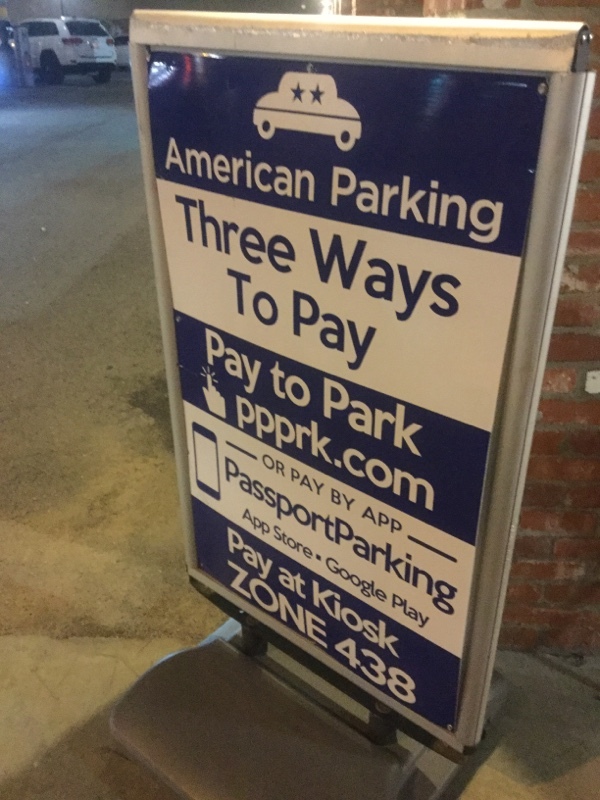 American Parking
Three Ways
To Pay
Pay to Park
ppprk.com
OR PAY BY APP
PassportParking
App Store ▪ Google Play
Pay at Kiosk
ZONE 438